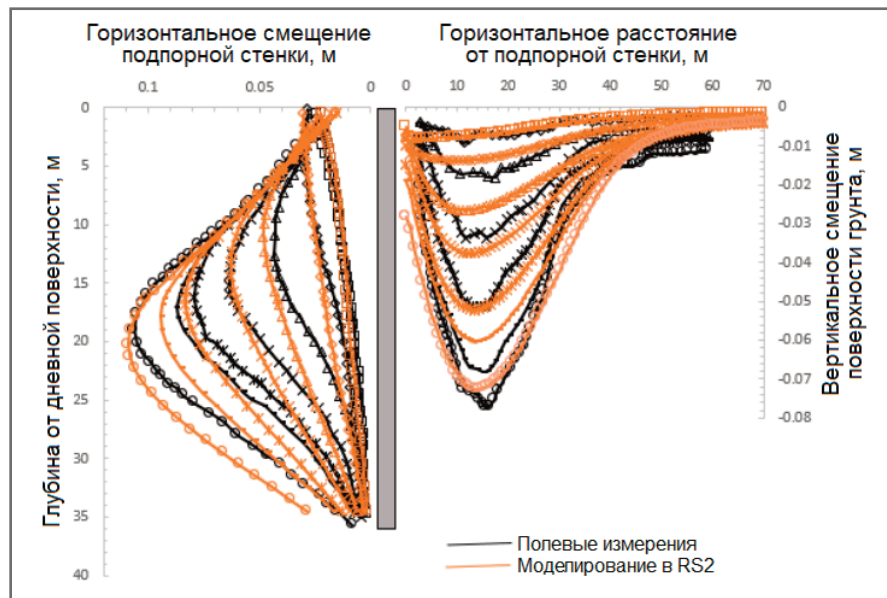 Горизонтальное смещение
подпорной стенки, м
Горизонтальное расстояние
от подпорной стенки, м
0.1 0.05 0
0 10 20 30 40 50 60 70
Глубина от дневной поверхности, м
0
5
10
15
20
25
30
35
40
0
-0.01
-0.02
-0.03
-0.04
-0.05
-0.06
-0.07
-0.08
Вертикальное смещение
поверхности грунта, м
Полевые измерения
Моделирование в RS2